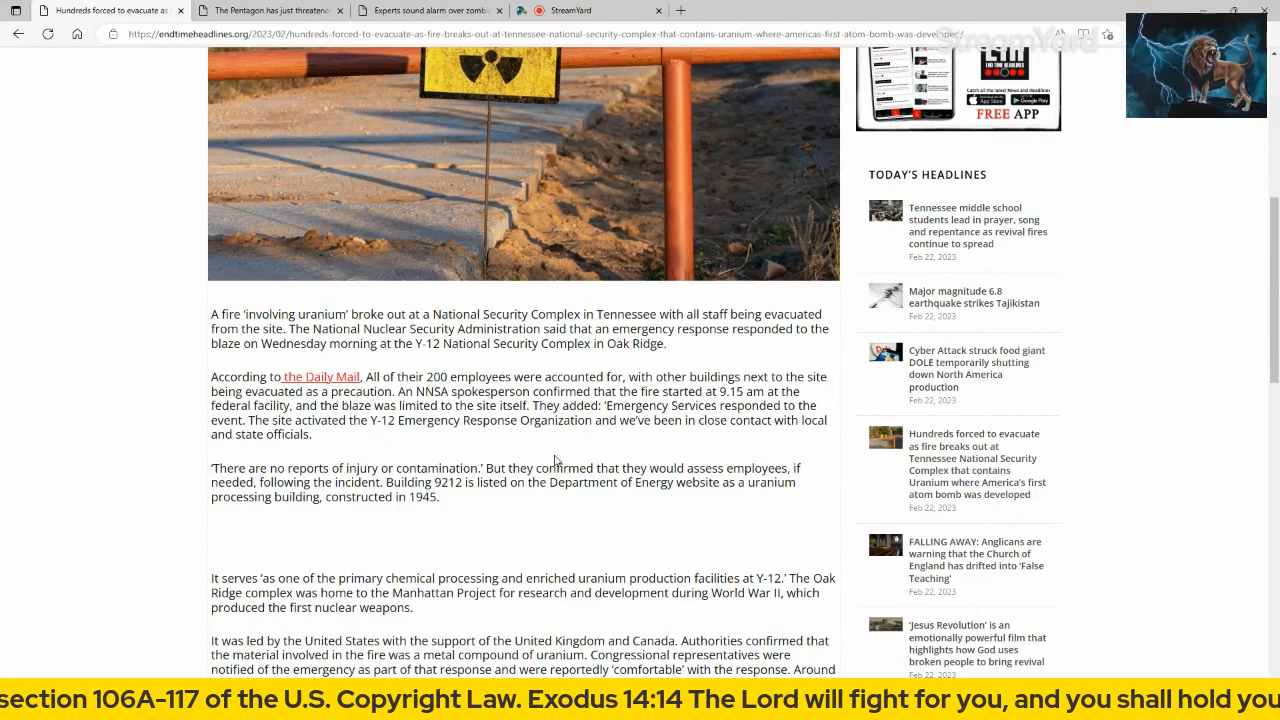 Hundreds forced to evacuate as
The Pentagon has just threatene
Experts sound alarm over zomb
StreamYard
https://endtimeheadlines.org/2023/02/hundreds-forced-to-evacuate-as-fire-breaks-out-at-tennessee-national-security-complex-that-contains-uranium-where-americas-first-atom-bomb-was-developed/
StreamYard
END TIME HEADLINES
Catch all the latest News and Headlines
App Store
Google Play
FREE APP
TODAY'S HEADLINES
Tennessee middle school
students lead in prayer, song
and repentance as revival fires
continue to spread
Feb 22, 2023
Major magnitude 6.8
earthquake strikes Tajikistan
Feb 22, 2023
Cyber Attack struck food giant
DOLE temporarily shutting
down North America
production
Feb 22, 2023
Hundreds forced to evacuate
as fire breaks out at
Tennessee National Security
Complex that contains
Uranium where America's first
atom bomb was developed
Feb 22, 2023
FALLING AWAY: Anglicans are
warning that the Church of
England has drifted into 'False
Teaching'
Feb 22, 2023
'Jesus Revolution' is an
emotionally powerful film that
highlights how God uses
broken people to bring revival
Feb 22, 2023
A fire 'involving uranium' broke out at a National Security Complex in Tennessee with all staff being evacuated
from the site. The National Nuclear Security Administration said that an emergency response responded to the
blaze on Wednesday morning at the Y-12 National Security Complex in Oak Ridge.
According to the Daily Mail, All of their 200 employees were accounted for, with other buildings next to the site
being evacuated as a precaution. An NNSA spokesperson confirmed that the fire started at 9.15 am at the
federal facility, and the blaze was limited to the site itself. They added: 'Emergency Services responded to the
event. The site activated the Y-12 Emergency Response Organization and we've been in close contact with local
and state officials.
'There are no reports of injury or contamination.' But they confirmed that they would assess employees, if
needed, following the incident. Building 9212 is listed on the Department of Energy website as a uranium
processing building, constructed in 1945.
It serves 'as one of the primary chemical processing and enriched uranium production facilities at Y-12.' The Oak
Ridge complex was home to the Manhattan Project for research and development during World War II, which
produced the first nuclear weapons.
It was led by the United States with the support of the United Kingdom and Canada. Authorities confirmed that
the material involved in the fire was a metal compound of uranium. Congressional representatives were
notified of the emergency as part of that response and were reportedly 'comfortable' with the response. Around
section 106A-117 of the U.S. Copyright Law. Exodus 14:14 The Lord will fight for you, and you shall hold you